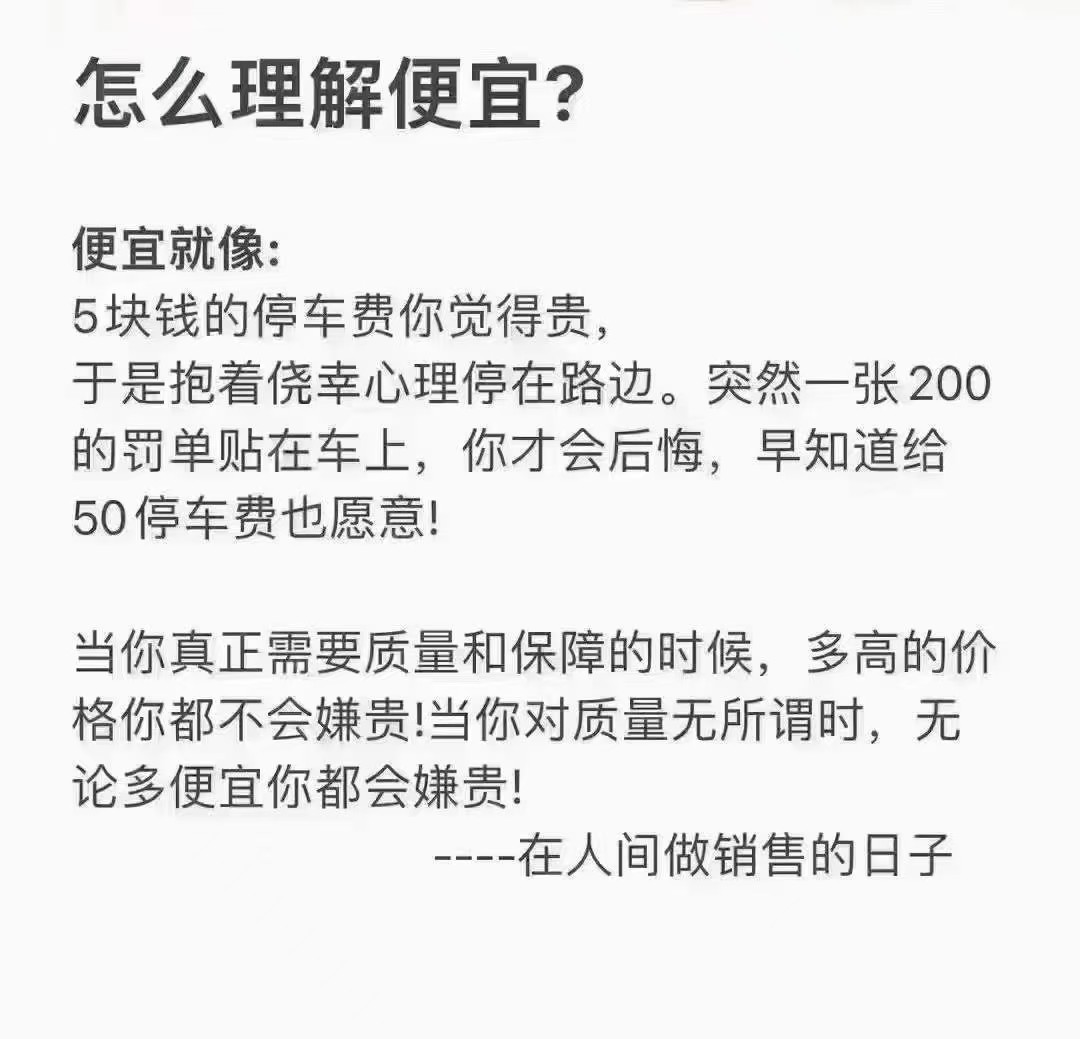 怎么理解便宜?
便宜就像:
5块钱的停车费你觉得贵，
于是抱着侥幸心理停在路边。突然一张200
的罚单贴在车上，你才会后悔，早知道给
50停车费也愿意!
当你真正需要质量和保障的时候，多高的价
格你都不会嫌贵!当你对质量无所谓时，无
论多便宜你都会嫌贵!
----在人间做销售的日子